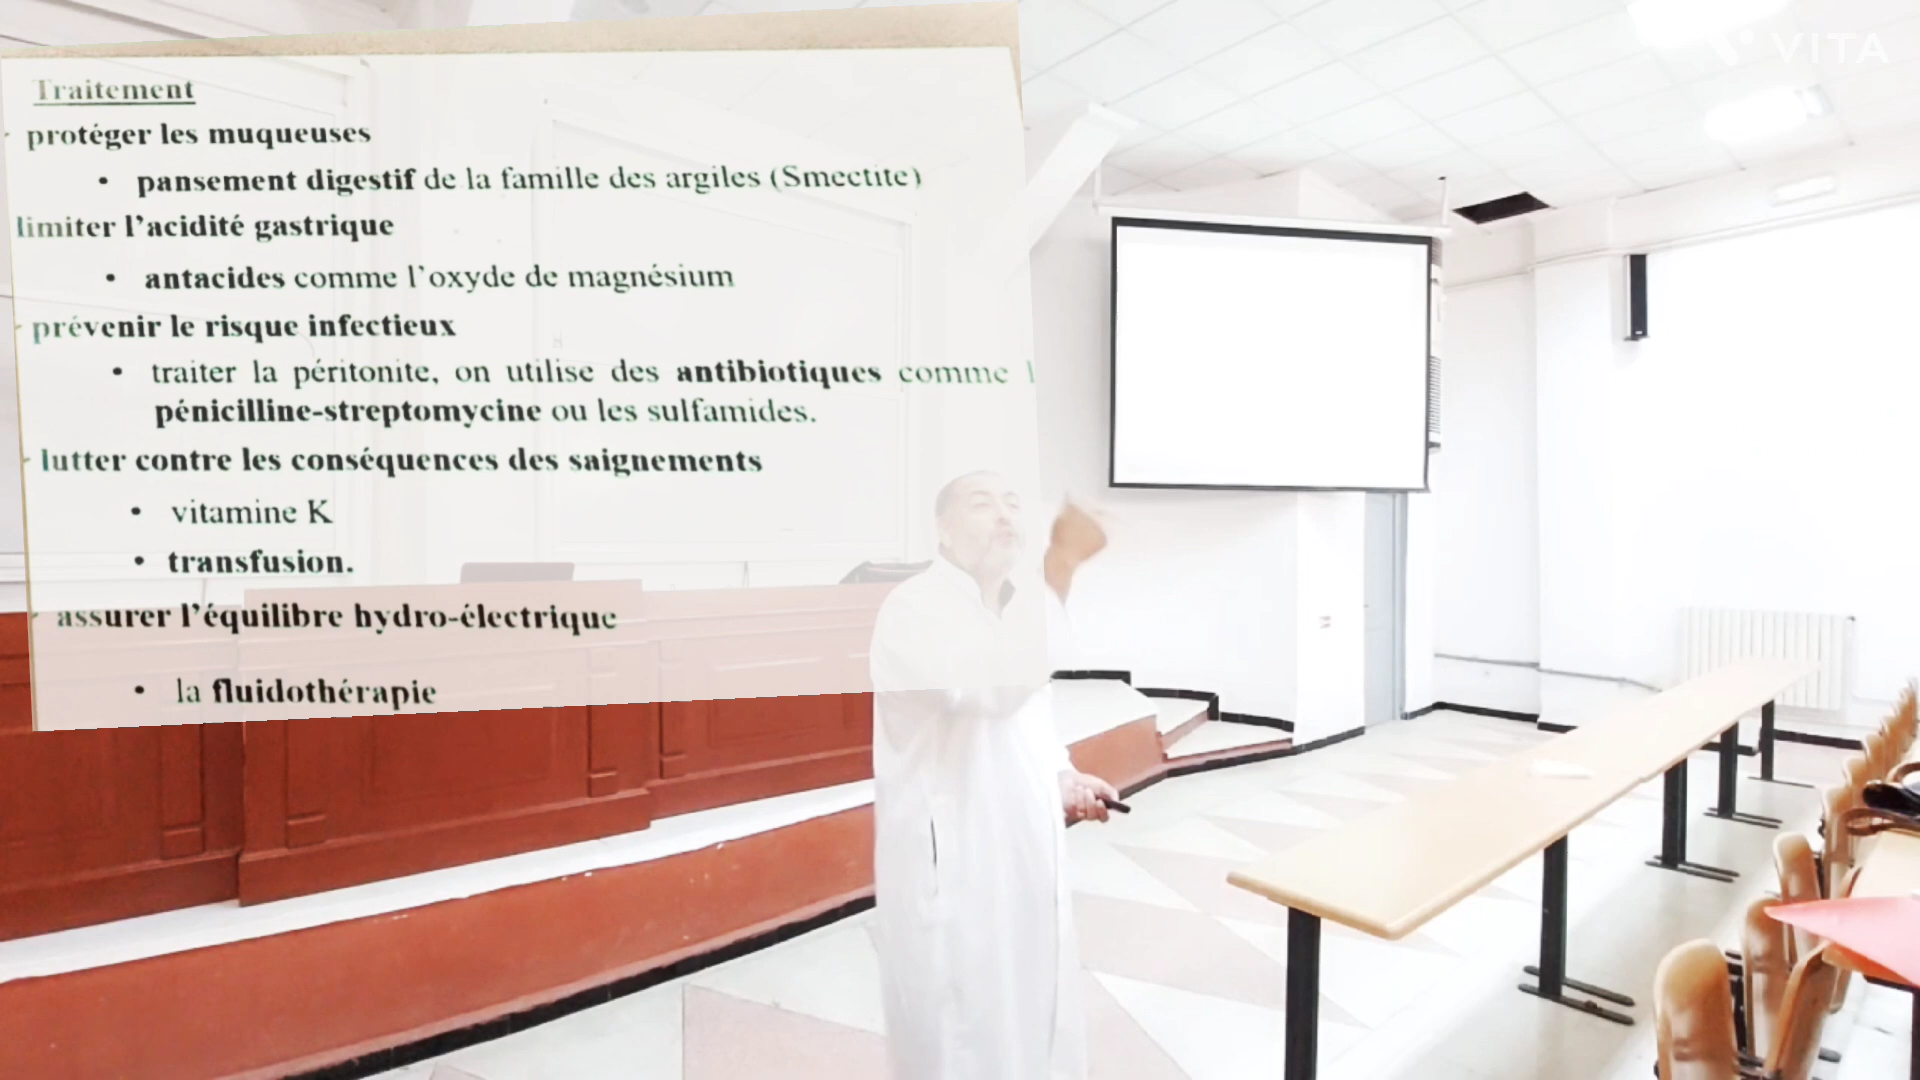 Traitement
protéger les muqueuses
• pansement digestif de la famille des argiles (Smectite)
limiter l'acidité gastrique
• antacides comme l'oxyde de magnésium
prévenir le risque infectieux
• traiter la péritonite, on utilise des antibiotiques comme
pénicilline-streptomycine ou les sulfamides.
lutter contre les conséquences des saignements
• vitamine K
• transfusion.
assurer l'équilibre hydro-électrique
• la fluidothérapie
VITA